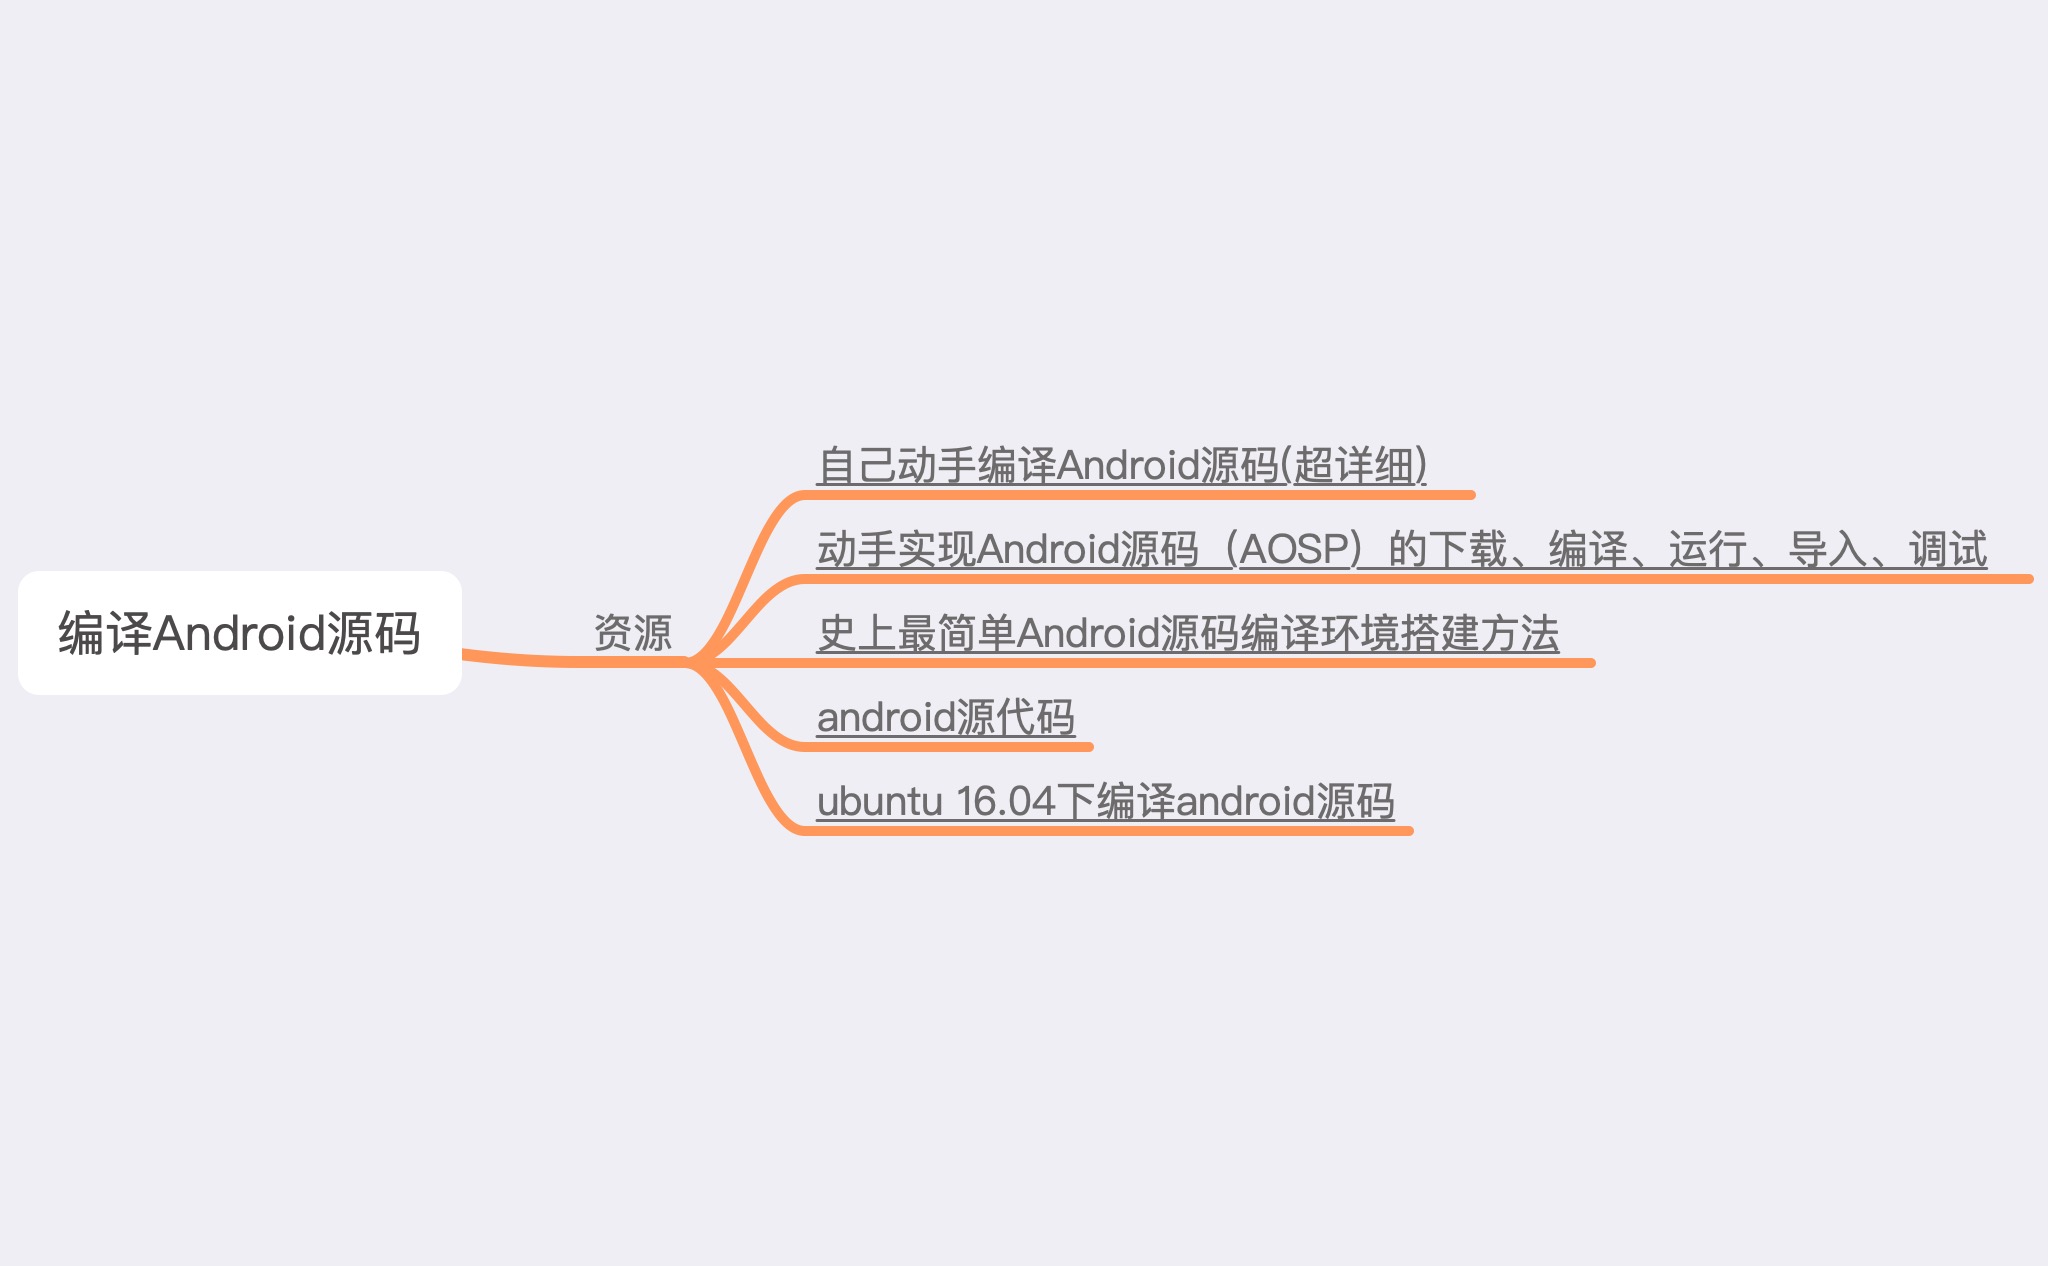 编译Android源码
资源
自己动手编译Android源码(超详细)
动手实现Android源码（AOSP）的下载、编译、运行、导入、调试
史上最简单Android源码编译环境搭建方法
android源代码
ubuntu 16.04下编译android源码